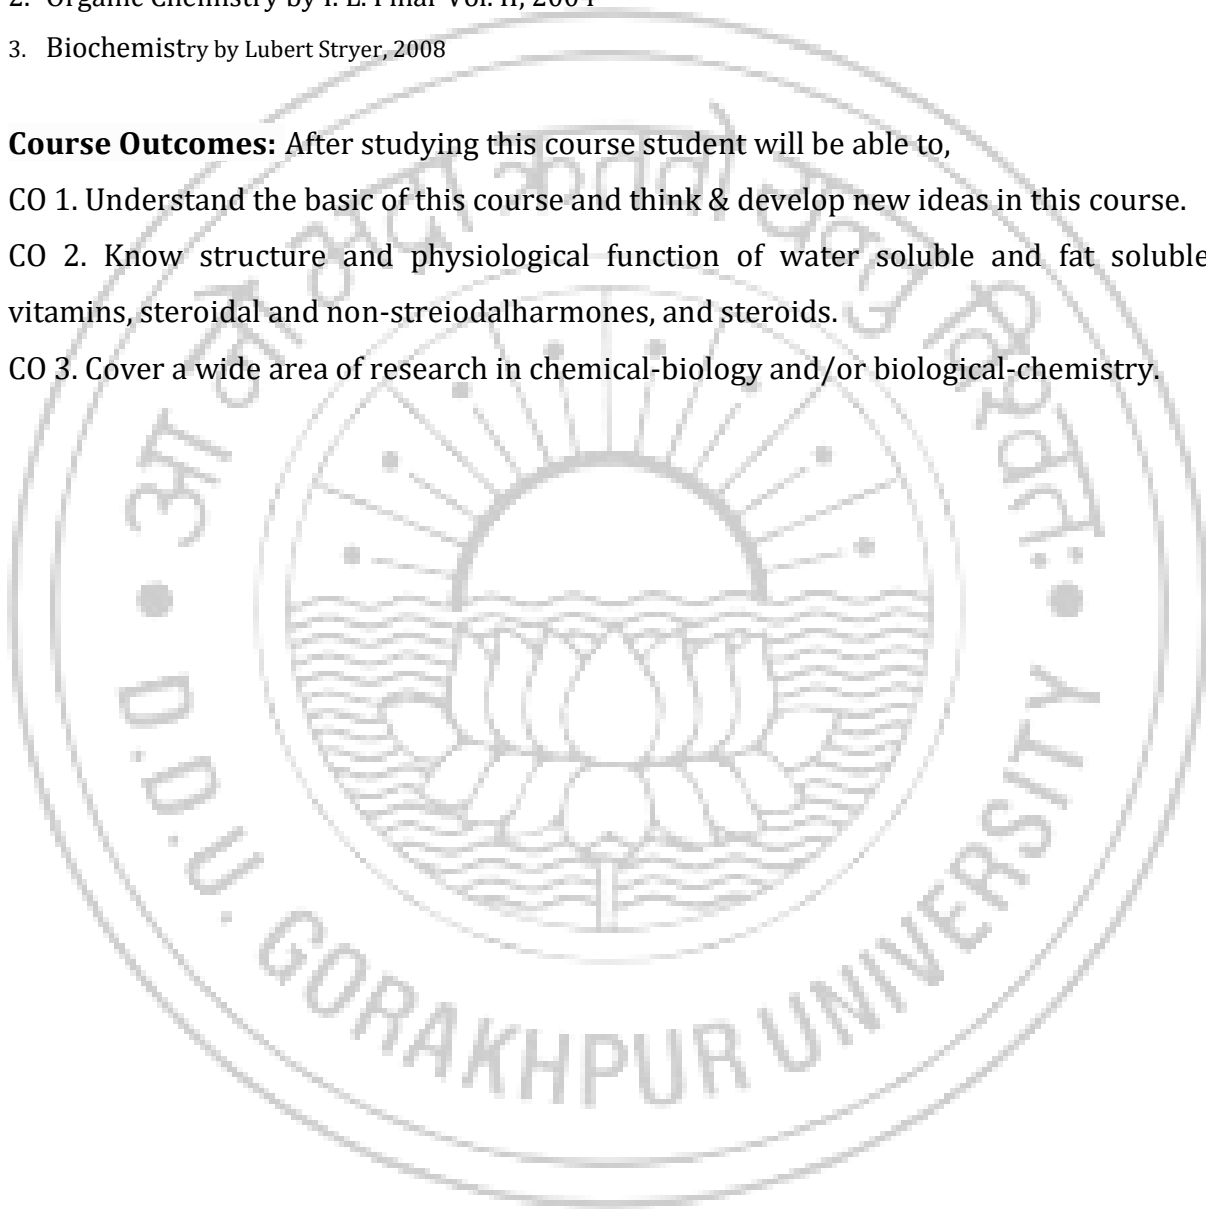 2. Organic Chemistry by I. L. Finar Vol. II, 2004
3. Biochemistry by Lubert Stryer, 2008
Course Outcomes: After studying this course student will be able to,
CO 1. Understand the basic of this course and think & develop new ideas in this course.
CO 2. Know structure and physiological function of water soluble and fat soluble
vitamins, steroidal and non-streiodalharmones, and steroids.
CO 3. Cover a wide area of research in chemical-biology and/or biological-chemistry.
आ नो भद्राः क्रतवो यन्तु विश्वतः
D.D.U. GORAKHPUR UNIVERSITY